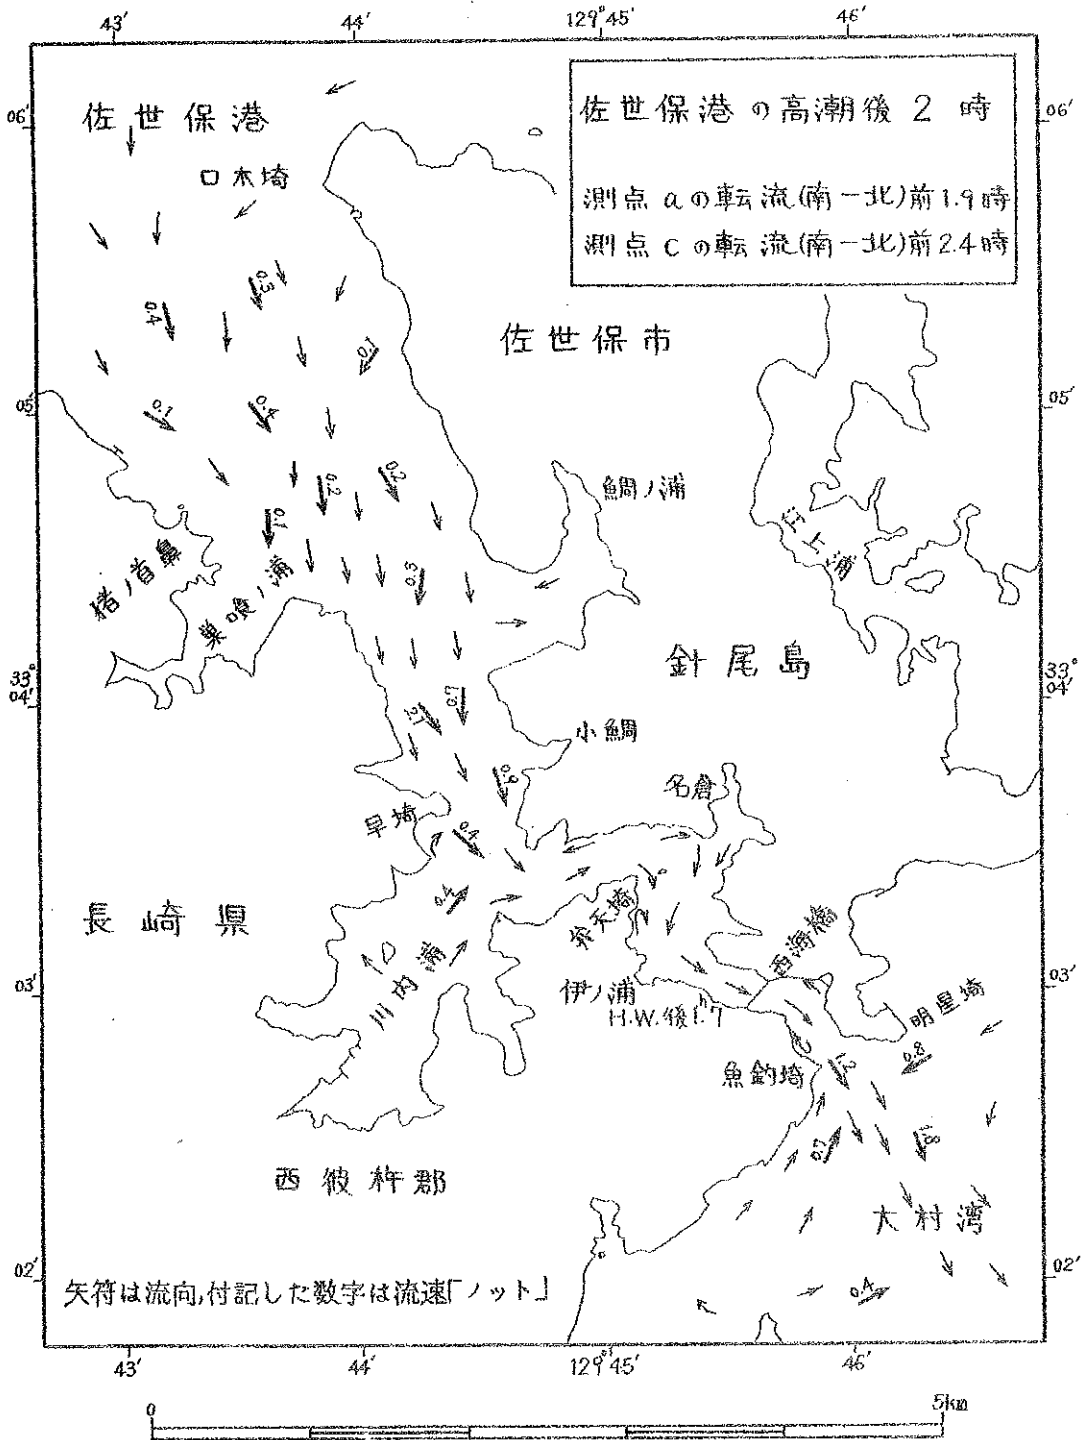 43′ 44′ 129°45′ 46′
佐世保港の高潮後 2 時
測点 a の転流(南－北)前1.9時
測点 c の転流(南－北)前2.4時
06′ 06′
佐世保港
口木埼
0.3
0.4
佐世保市
0.1
05′ 05′
0.1 0.4
鯛ノ浦
0.2 0.2
0.1
江上浦
猪ノ首鼻
巣喰ノ浦
0.5
針尾島
33°04′ 33°04′
1.0
2.1
小鯛
0.9
名倉
早埼
0.4
長崎県
0.4
弁天埼
西海橋
川内浦
03′ 03′
伊ノ浦
H.W.後1.7h
明星埼
魚釣埼
1.2
0.8
0.7
1.8
西彼杵郡
大村湾
02′ 02′
矢符は流向,付記した数字は流速「ノット」
0.4
43′ 44′ 129°45′ 46′
0 5km